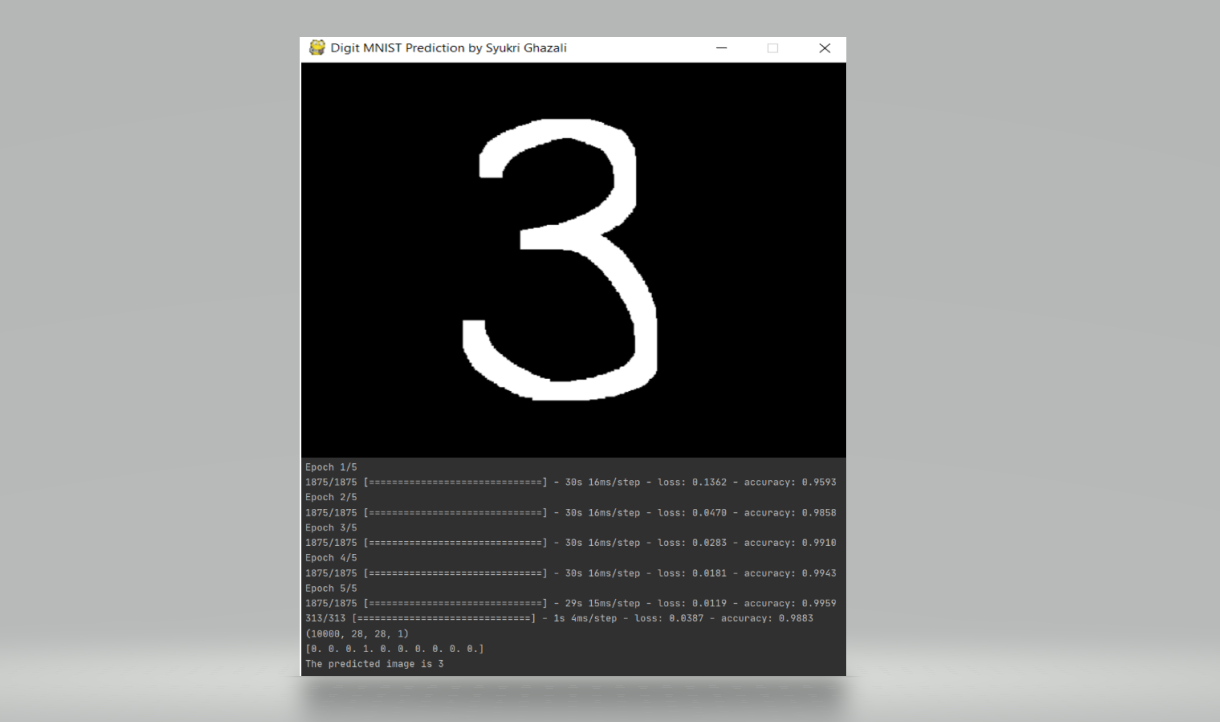 Digit MNIST Prediction by Syukri Ghazali
3
Epoch 1/5
1875/1875 [==============================] - 30s 16ms/step - loss: 0.1362 - accuracy: 0.9593
Epoch 2/5
1875/1875 [==============================] - 30s 16ms/step - loss: 0.0470 - accuracy: 0.9858
Epoch 3/5
1875/1875 [==============================] - 30s 16ms/step - loss: 0.0283 - accuracy: 0.9910
Epoch 4/5
1875/1875 [==============================] - 30s 16ms/step - loss: 0.0181 - accuracy: 0.9943
Epoch 5/5
1875/1875 [==============================] - 29s 15ms/step - loss: 0.0119 - accuracy: 0.9959
313/313 [==============================] - 1s 4ms/step - loss: 0.0387 - accuracy: 0.9883
(10000, 28, 28, 1)
[0. 0. 0. 1. 0. 0. 0. 0. 0. 0.]
The predicted image is 3